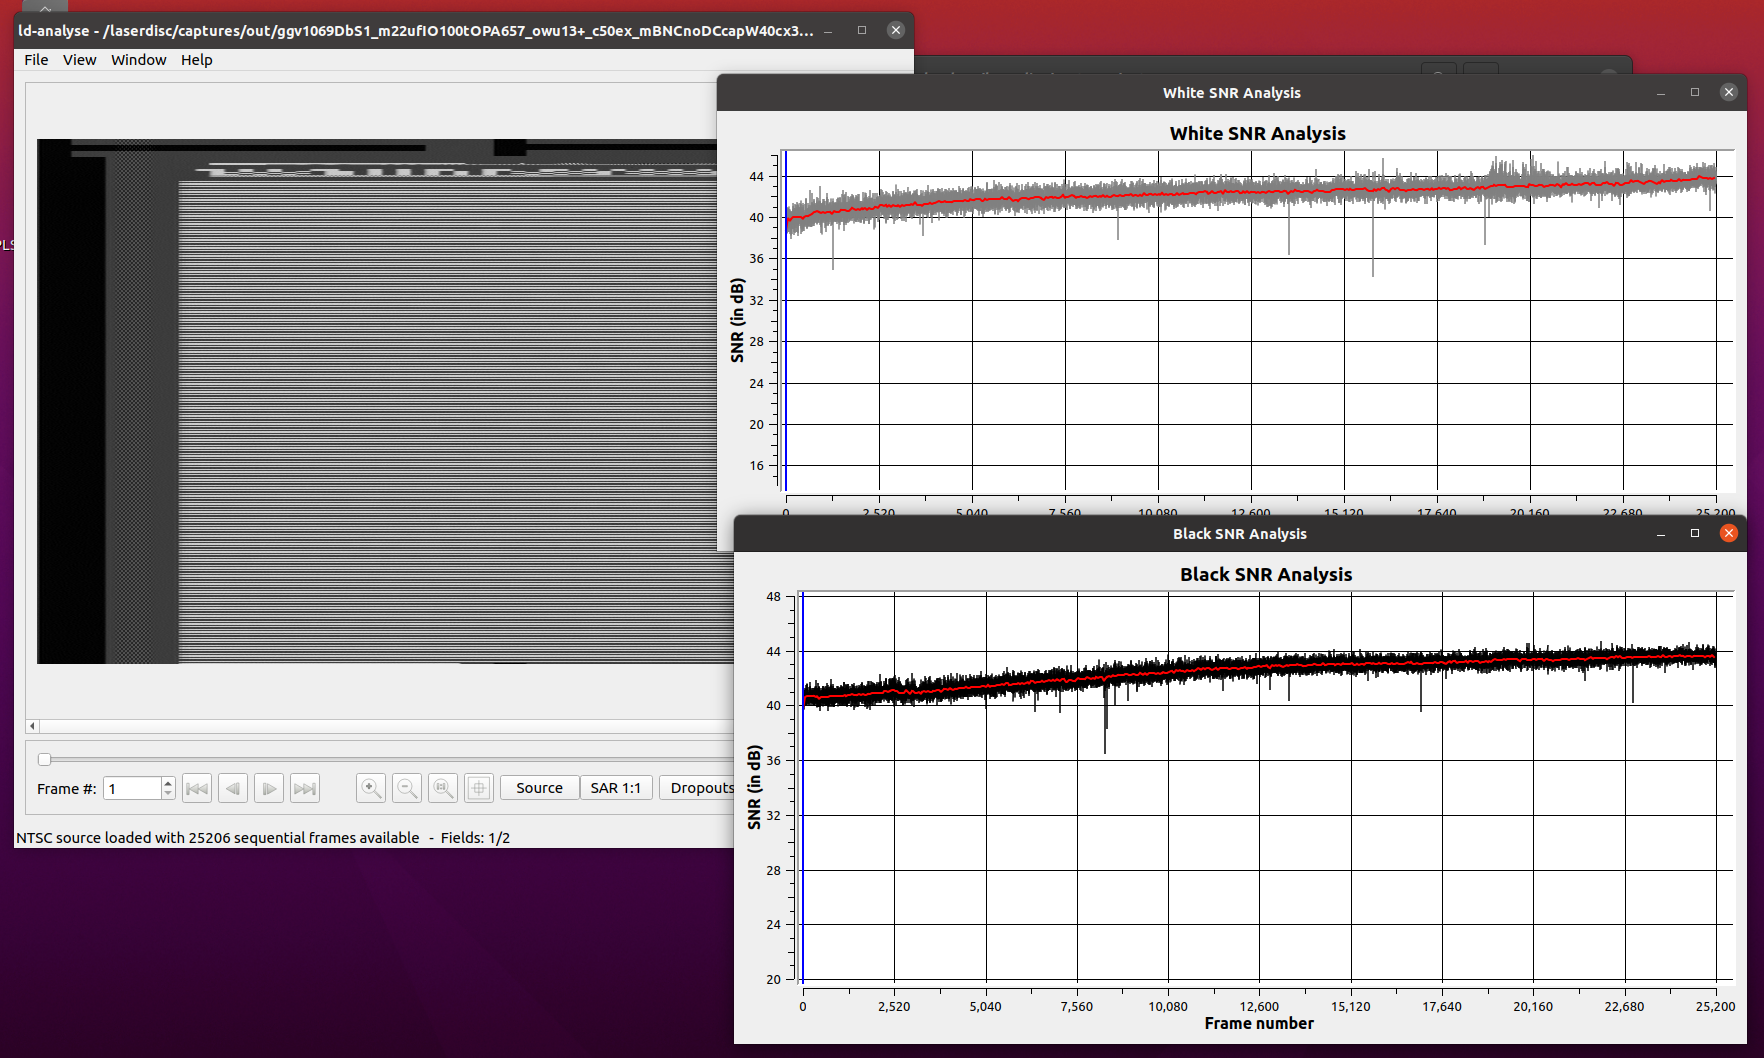 ld-analyse - /laserdisc/captures/out/ggv1069DbS1_m22ufIO100tOPA657_owu13+_c50ex_mBNCnoDCcapW40cx3...
File View Window Help
White SNR Analysis
White SNR Analysis
SNR (in dB)
44
40
36
32
28
24
20
16
0 2,520 5,040 7,560 10,080 12,600 15,120 17,640 20,160 22,680 25,200
Black SNR Analysis
Black SNR Analysis
SNR (in dB)
48
44
40
36
32
28
24
20
0 2,520 5,040 7,560 10,080 12,600 15,120 17,640 20,160 22,680 25,200
Frame number
Frame #: 1 Source SAR 1:1 Dropouts
NTSC source loaded with 25206 sequential frames available - Fields: 1/2